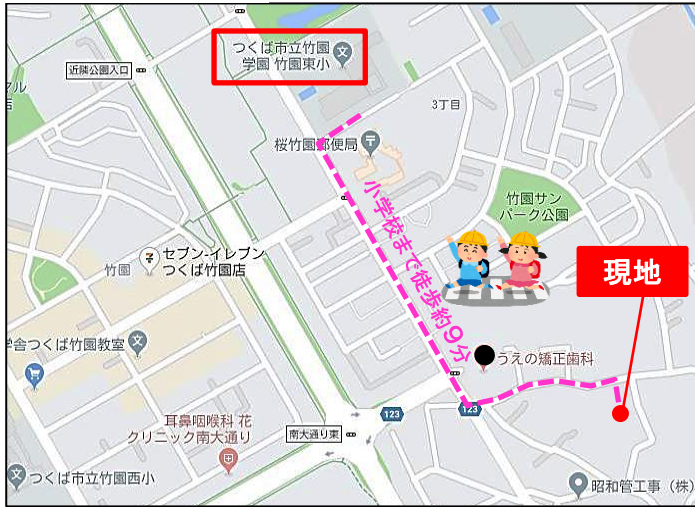 つくば市立竹園
学園 竹園東小
近隣公園入口
3丁目
桜竹園郵便局
竹園サン
パーク公園
小学校まで徒歩約9分
セブン-イレブン
つくば竹園店
竹園
現地
学舎つくば竹園教室
うえの矯正歯科
123
123
耳鼻咽喉科 花
クリニック南大通り
南大通り東
つくば市立竹園西小
昭和管工事（株）